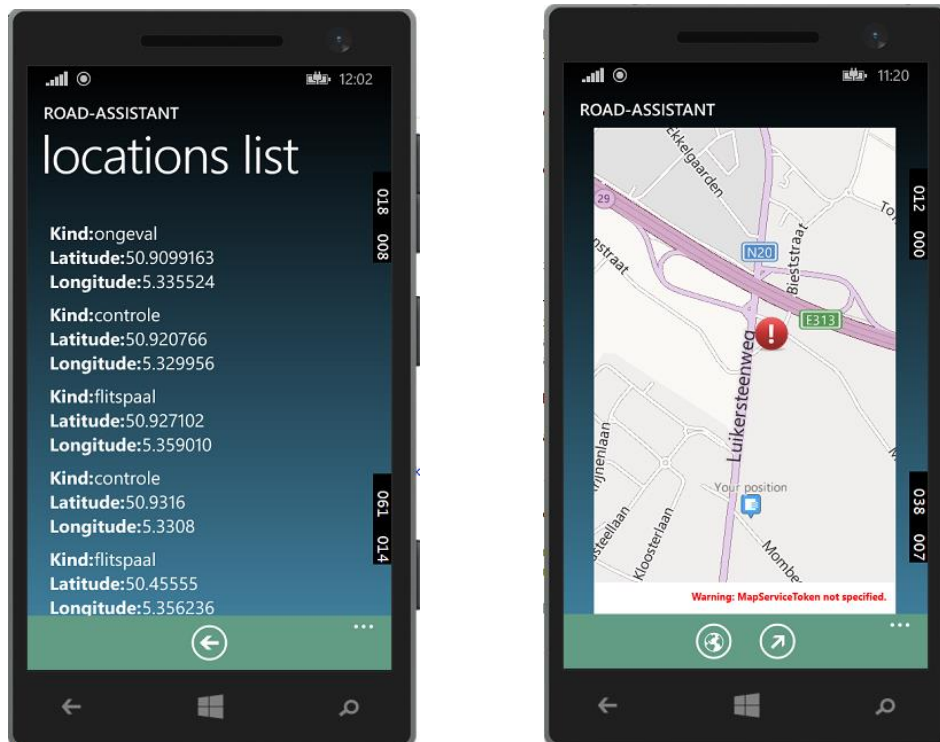 12:02
ROAD-ASSISTANT
locations list
018 008
Kind:ongeval
Latitude:50.9099163
Longitude:5.335524
Kind:controle
Latitude:50.920766
Longitude:5.329956
Kind:flitspaal
Latitude:50.927102
Longitude:5.359010
Kind:controle
Latitude:50.9316
Longitude:5.3308
061 014
Kind:flitspaal
Latitude:50.45555
Longitude:5.356236
...
11:20
ROAD-ASSISTANT
Ekkelgaarden
29
012 000
N20
Bieststraat
E313
Luikersteenweg
Your position
038 007
Kloosterlaan
Warning: MapServiceToken not specified.
...